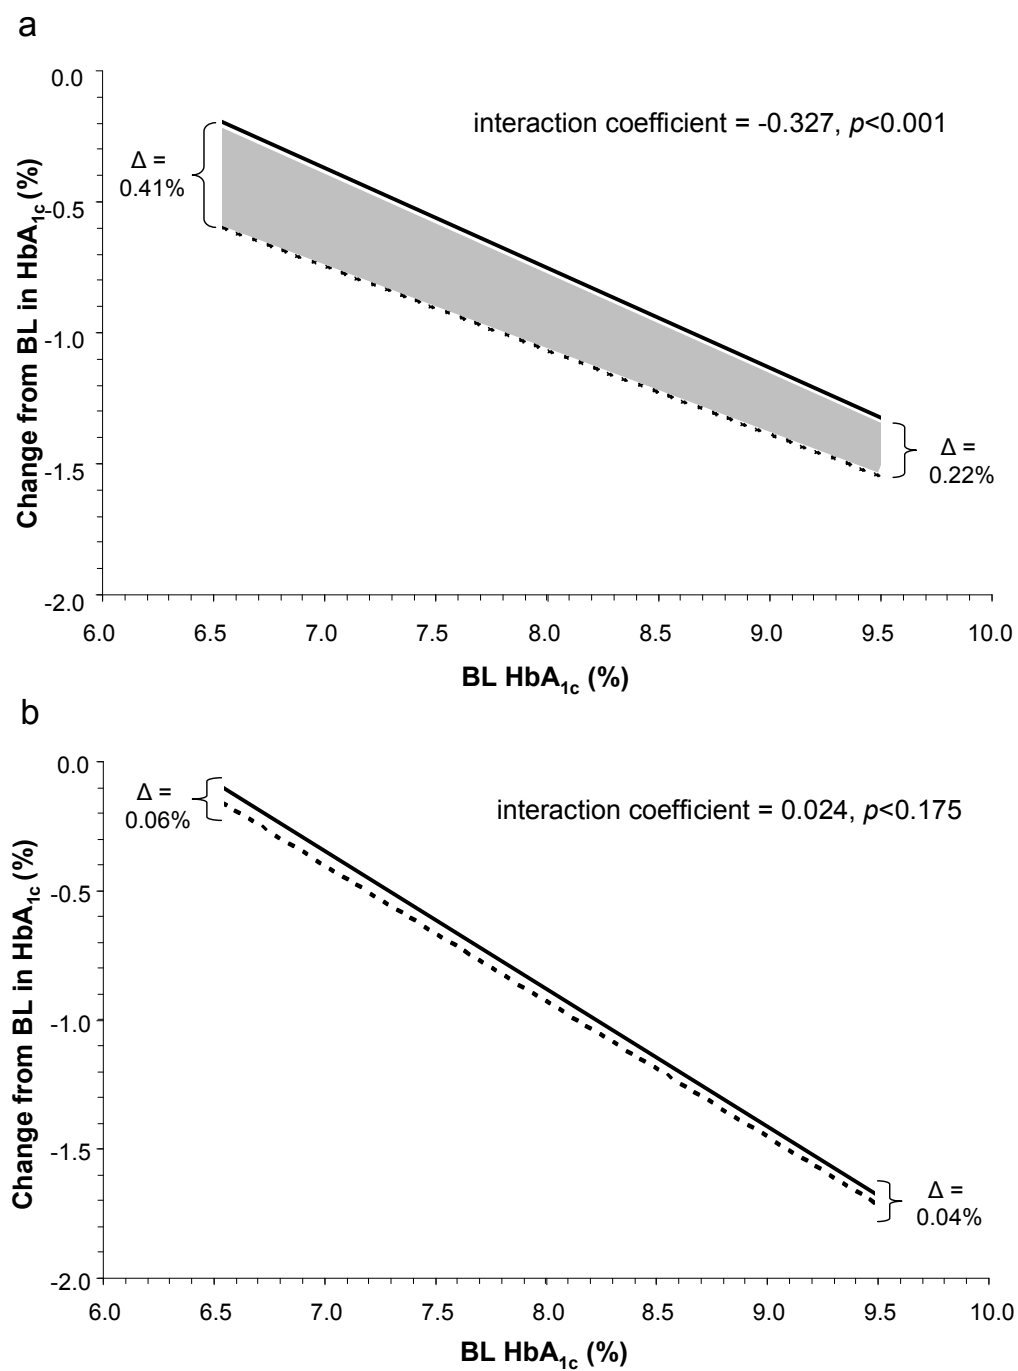 a
0.0
interaction coefficient = -0.327, p<0.001
Δ =
0.41%
-0.5
-1.0
Δ =
0.22%
-1.5
-2.0
Change from BL in HbA1c (%)
6.0 6.5 7.0 7.5 8.0 8.5 9.0 9.5 10.0
BL HbA1c (%)
b
0.0
Δ =
0.06%
interaction coefficient = 0.024, p<0.175
-0.5
-1.0
-1.5
Δ =
0.04%
-2.0
Change from BL in HbA1c (%)
6.0 6.5 7.0 7.5 8.0 8.5 9.0 9.5 10.0
BL HbA1c (%)